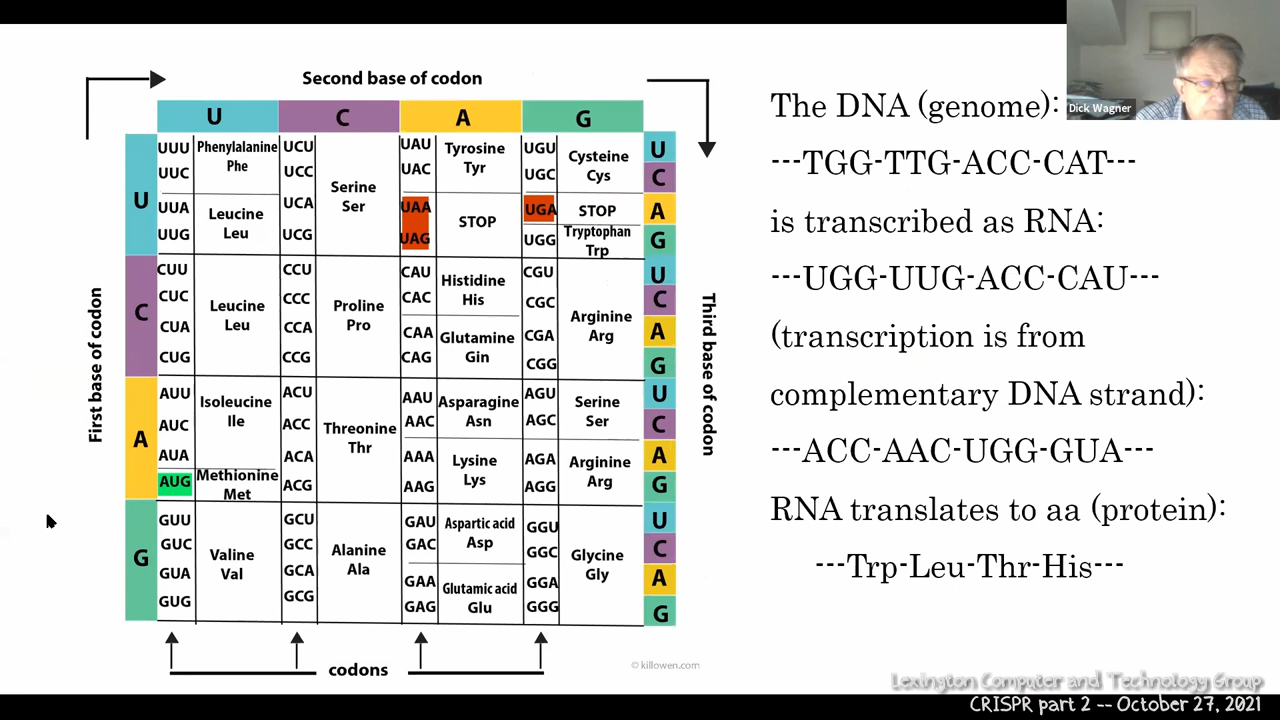 Second base of codon
U C A G
First base of codon
U
UUU
UUC
Phenylalanine
Phe
UUA
UUG
Leucine
Leu
UCU
UCC
UCA
UCG
Serine
Ser
UAU
UAC
Tyrosine
Tyr
UAA
UAG
STOP
UGU
UGC
Cysteine
Cys
UGA
STOP
UGG
Tryptophan
Trp
U
C
A
G
C
CUU
CUC
CUA
CUG
Leucine
Leu
CCU
CCC
CCA
CCG
Proline
Pro
CAU
CAC
Histidine
His
CAA
CAG
Glutamine
Gin
CGU
CGC
CGA
CGG
Arginine
Arg
U
C
A
G
A
AUU
AUC
AUA
Isoleucine
Ile
AUG
Methionine
Met
ACU
ACC
ACA
ACG
Threonine
Thr
AAU
AAC
Asparagine
Asn
AAA
AAG
Lysine
Lys
AGU
AGC
Serine
Ser
AGA
AGG
Arginine
Arg
U
C
A
G
G
GUU
GUC
GUA
GUG
Valine
Val
GCU
GCC
GCA
GCG
Alanine
Ala
GAU
GAC
Aspartic acid
Asp
GAA
GAG
Glutamic acid
Glu
GGU
GGC
GGA
GGG
Glycine
Gly
U
C
A
G
Third base of codon
codons
© killowen.com
The DNA (genome):
---TGG-TTG-ACC-CAT---
is transcribed as RNA:
---UGG-UUG-ACC-CAU---
(transcription is from
complementary DNA strand):
---ACC-AAC-UGG-GUA---
RNA translates to aa (protein):
---Trp-Leu-Thr-His---
Dick Wagner
Lexington Computer and Technology Group
CRISPR part 2 -- October 27, 2021